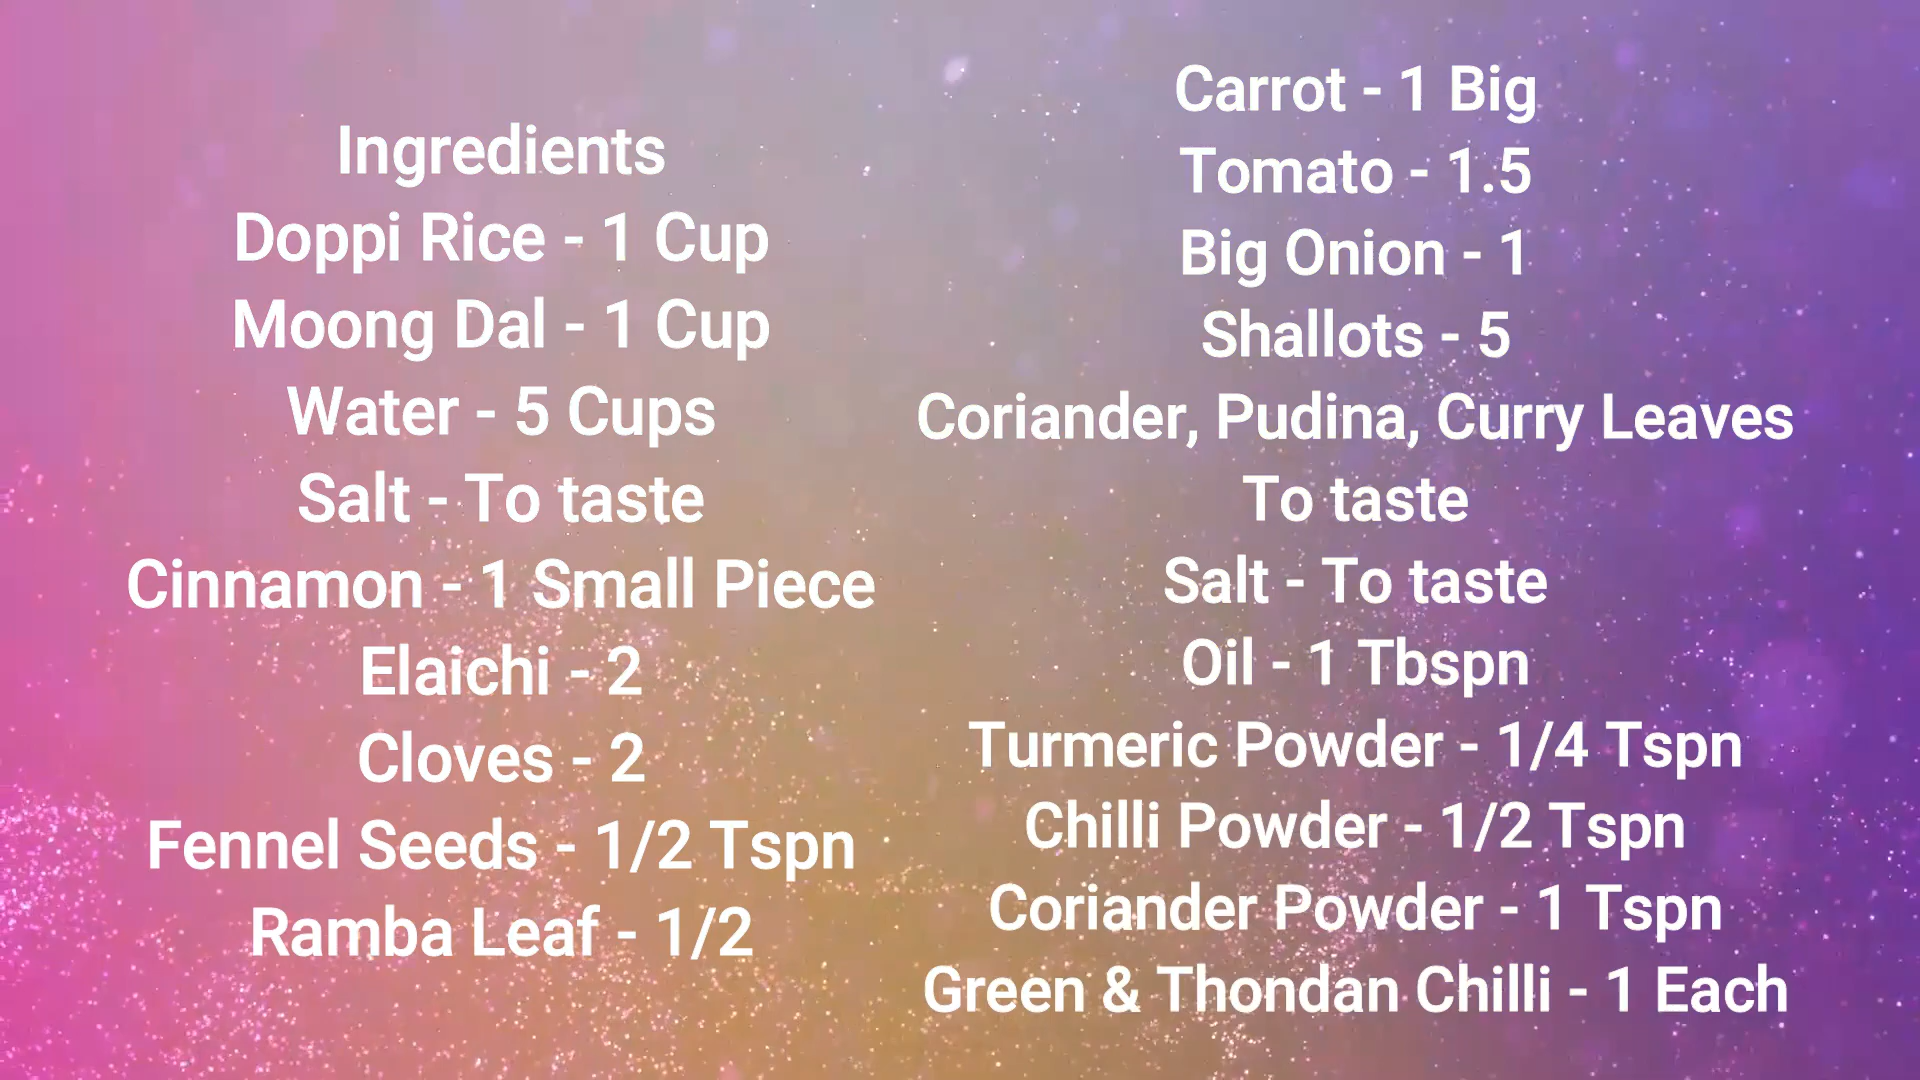 Ingredients
Doppi Rice - 1 Cup
Moong Dal - 1 Cup
Water - 5 Cups
Salt - To taste
Cinnamon - 1 Small Piece
Elaichi - 2
Cloves - 2
Fennel Seeds - 1/2 Tspn
Ramba Leaf - 1/2
Carrot - 1 Big
Tomato - 1.5
Big Onion - 1
Shallots - 5
Coriander, Pudina, Curry Leaves
To taste
Salt - To taste
Oil - 1 Tbspn
Turmeric Powder - 1/4 Tspn
Chilli Powder - 1/2 Tspn
Coriander Powder - 1 Tspn
Green & Thondan Chilli - 1 Each